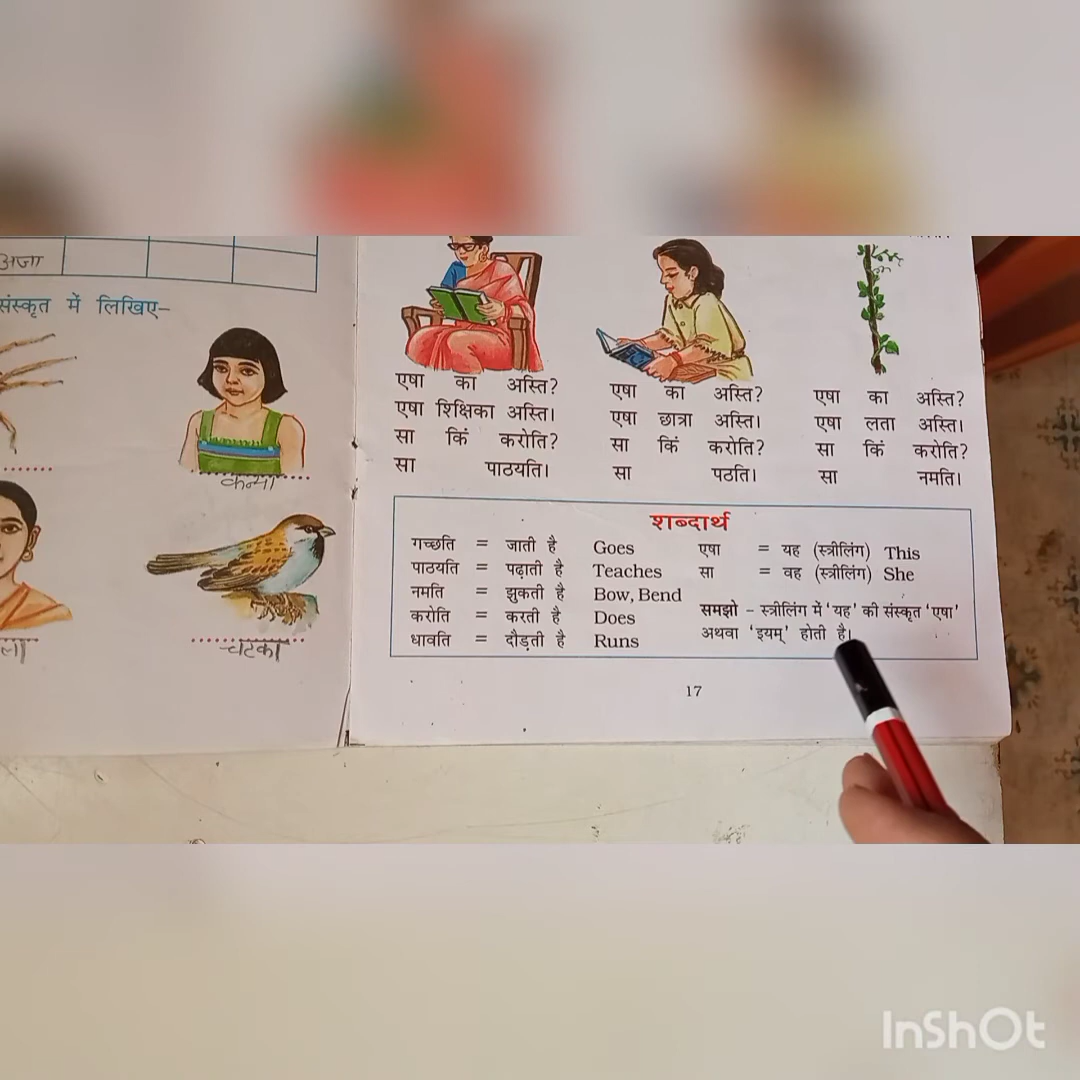 अजा
संस्कृत में लिखिए–
कन्या
ला
चटका
एषा का अस्ति?
एषा शिक्षिका अस्ति।
सा किं करोति?
सा पाठयति।
एषा का अस्ति?
एषा छात्रा अस्ति।
सा किं करोति?
सा पठति।
एषा का अस्ति?
एषा लता अस्ति।
सा किं करोति?
सा नमति।
शब्दार्थ
गच्छति = जाती है Goes
पाठयति = पढ़ाती है Teaches
नमति = झुकती है Bow, Bend
करोति = करती है Does
धावति = दौड़ती है Runs
एषा = यह (स्त्रीलिंग) This
सा = वह (स्त्रीलिंग) She
समझो – स्त्रीलिंग में 'यह' की संस्कृत 'एषा'
अथवा 'इयम्' होती है।
17
InShOt